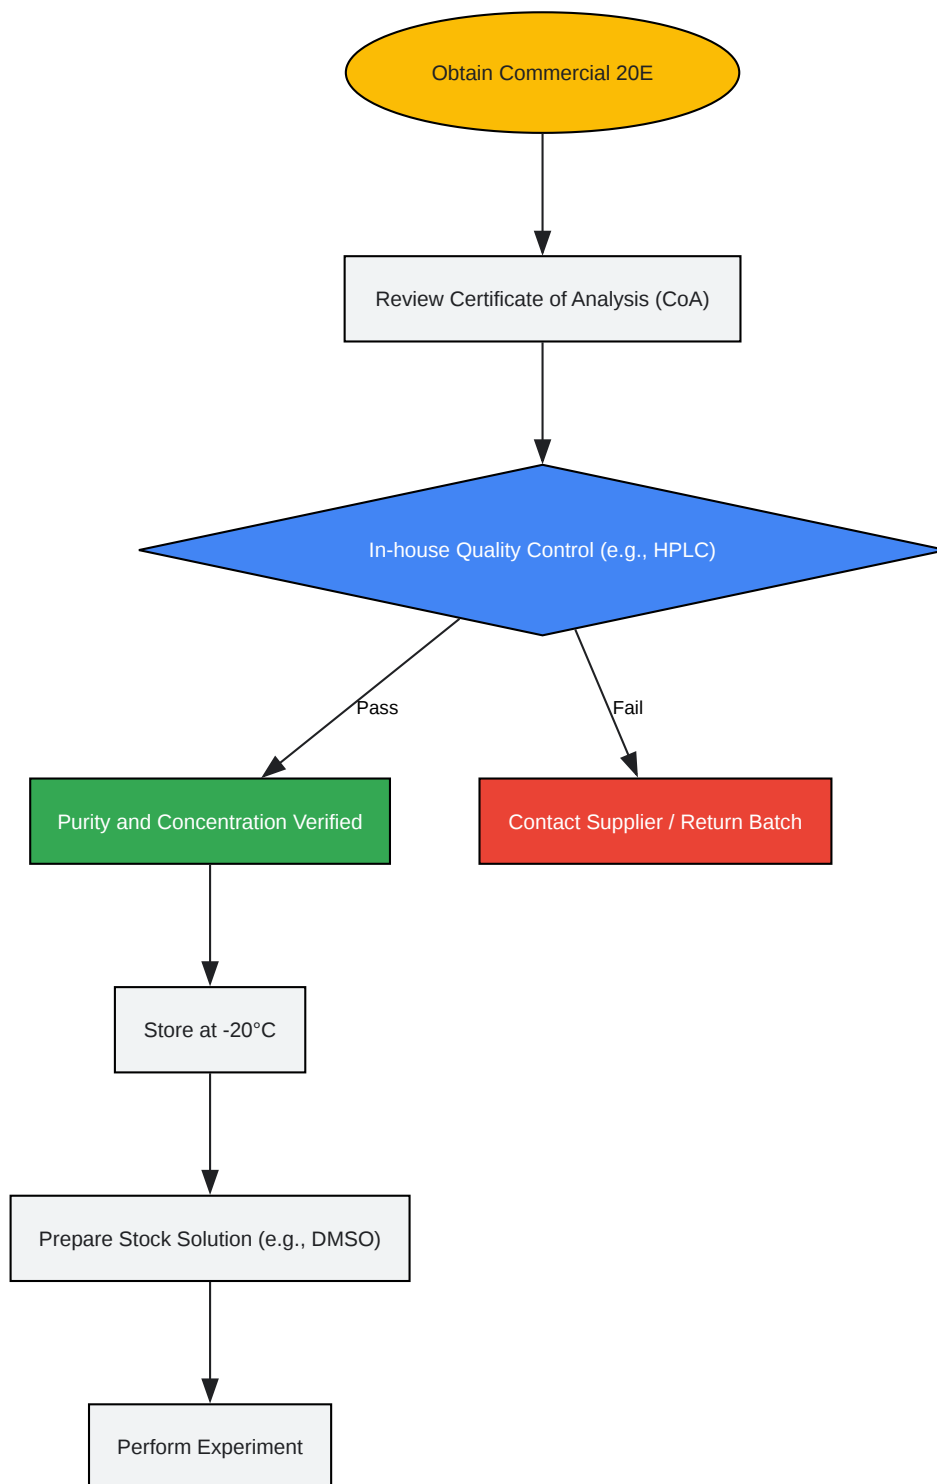 Obtain Commercial 20E
Review Certificate of Analysis (CoA)
In-house Quality Control (e.g., HPLC)
Pass
Fail
Purity and Concentration Verified
Contact Supplier / Return Batch
Store at -20°C
Prepare Stock Solution (e.g., DMSO)
Perform Experiment